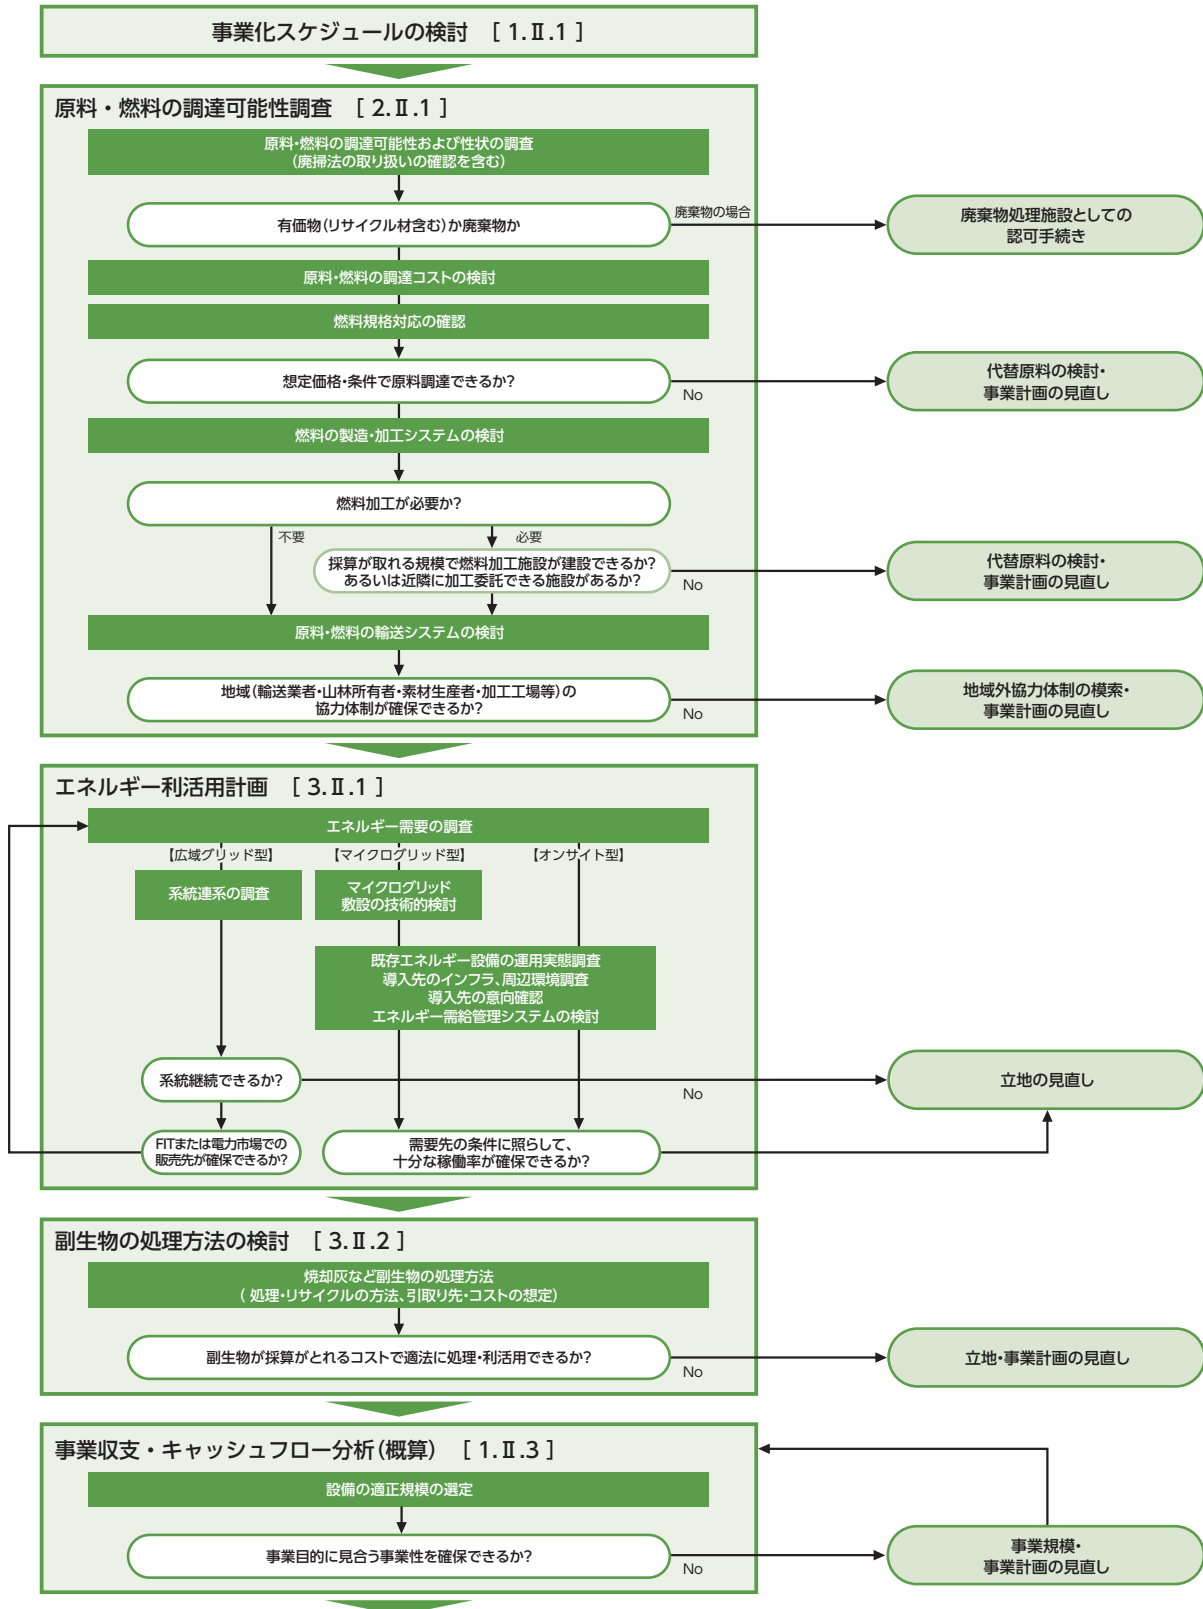 事業化スケジュールの検討 [ 1.Ⅱ.1 ]
原料・燃料の調達可能性調査 [ 2.Ⅱ.1 ]
原料・燃料の調達可能性および性状の調査
(廃掃法の取り扱いの確認を含む)
有価物(リサイクル材含む)か廃棄物か
廃棄物の場合
廃棄物処理施設としての
認可手続き
原料・燃料の調達コストの検討
燃料規格対応の確認
想定価格・条件で原料調達できるか?
No
代替原料の検討・
事業計画の見直し
燃料の製造・加工システムの検討
燃料加工が必要か?
不要
必要
採算が取れる規模で燃料加工施設が建設できるか?
あるいは近隣に加工委託できる施設があるか?
No
代替原料の検討・
事業計画の見直し
原料・燃料の輸送システムの検討
地域(輸送業者・山林所有者・素材生産者・加工工場等)の
協力体制が確保できるか?
No
地域外協力体制の模索・
事業計画の見直し
エネルギー利活用計画 [ 3.Ⅱ.1 ]
エネルギー需要の調査
【広域グリッド型】
【マイクログリッド型】
【オンサイト型】
系統連系の調査
マイクログリッド
敷設の技術的検討
既存エネルギー設備の運用実態調査
導入先のインフラ、周辺環境調査
導入先の意向確認
エネルギー需給管理システムの検討
系統継続できるか?
No
立地の見直し
FITまたは電力市場での
販売先が確保できるか?
需要先の条件に照らして、
十分な稼働率が確保できるか?
副生物の処理方法の検討 [ 3.Ⅱ.2 ]
焼却灰など副生物の処理方法
( 処理・リサイクルの方法、引取り先・コストの想定)
副生物が採算がとれるコストで適法に処理・利活用できるか?
No
立地・事業計画の見直し
事業収支・キャッシュフロー分析(概算) [ 1.Ⅱ.3 ]
設備の適正規模の選定
事業目的に見合う事業性を確保できるか?
No
事業規模・
事業計画の見直し